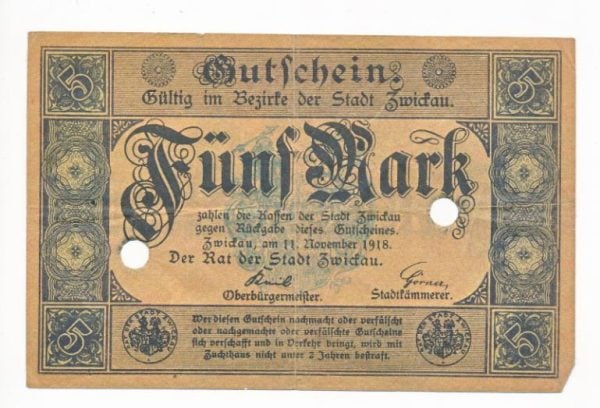 5 Gutschein: 5
Gültig im Bezirke der Stadt Zwickau.
Fünf Mark
zahlen die Kassen der Stadt Zwickau
gegen Rückgabe dieses Gutscheines.
Zwickau, am 11. November 1918.
Der Rat der Stadt Zwickau.
Keil Görner
Oberbürgermeister. Stadtkämmerer.
Wer diesen Gutschein nachmacht oder verfälscht
oder nachgemachte oder verfälschte Gutscheine
sich verschafft und in Verkehr bringt, wird mit
Zuchthaus nicht unter 2 Jahren bestraft.
5 5